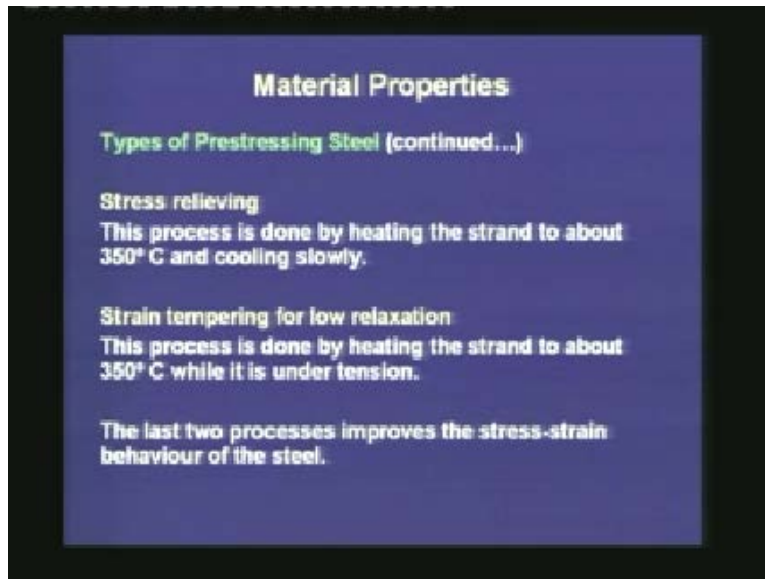 Material Properties
Types of Prestressing Steel (continued...)
Stress relieving
This process is done by heating the strand to about
350° C and cooling slowly.
Strain tempering for low relaxation
This process is done by heating the strand to about
350° C while it is under tension.
The last two processes improves the stress-strain
behaviour of the steel.